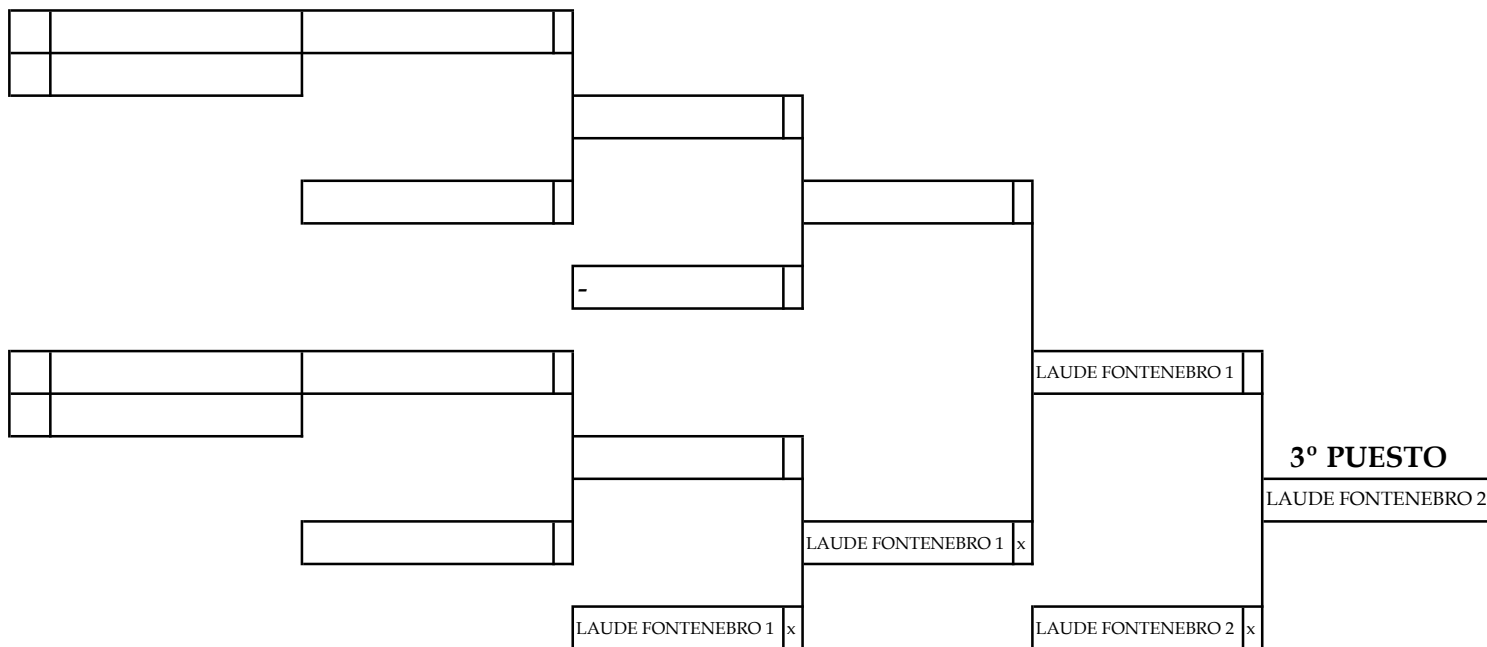 -
LAUDE FONTENEBRO 1
3º PUESTO
LAUDE FONTENEBRO 2
LAUDE FONTENEBRO 1 x
LAUDE FONTENEBRO 1 x
LAUDE FONTENEBRO 2 x